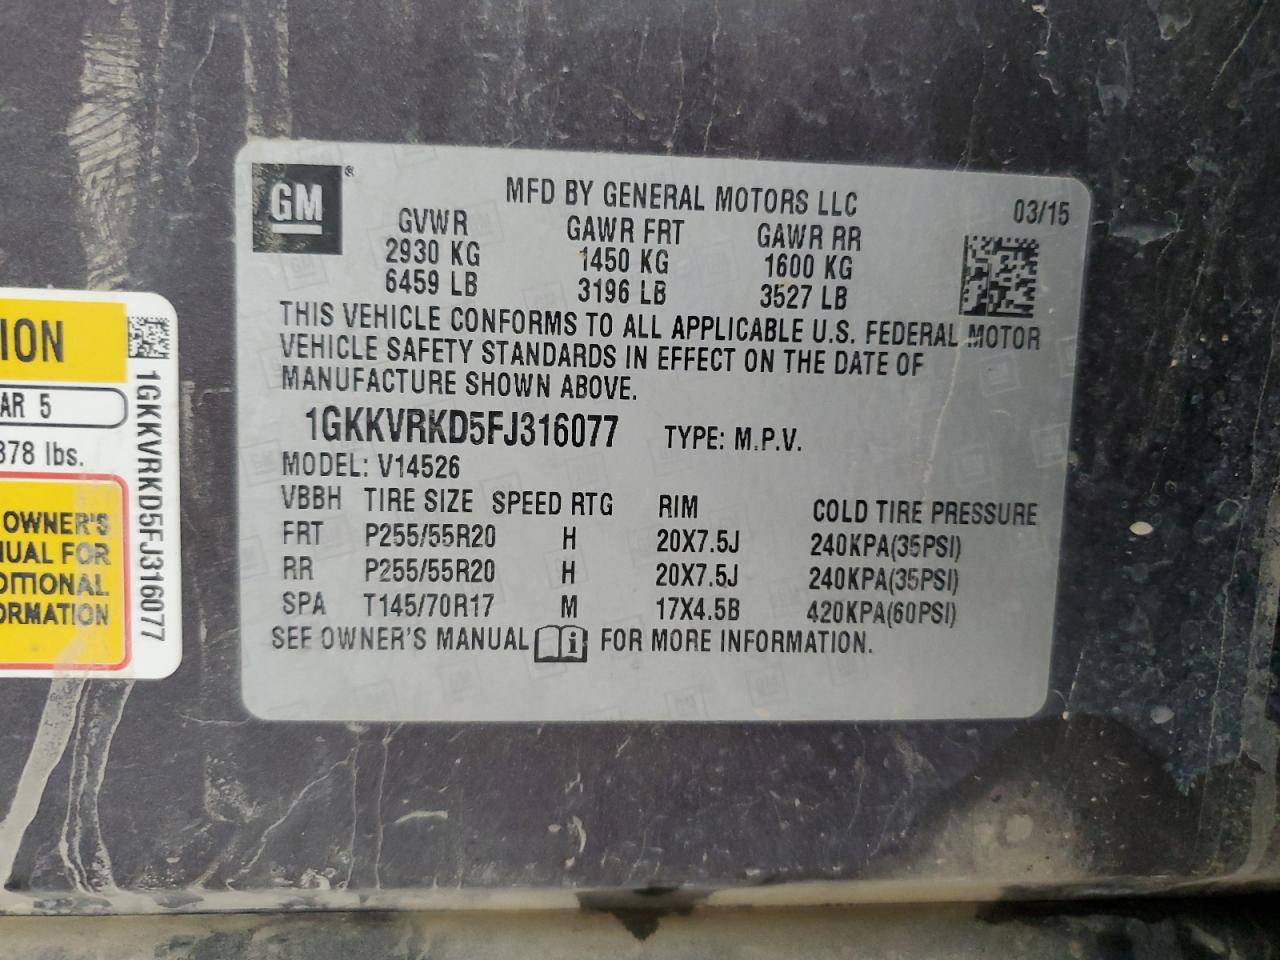 GM®
MFD BY GENERAL MOTORS LLC 03/15
GVWR GAWR FRT GAWR RR
2930 KG 1450 KG 1600 KG
6459 LB 3196 LB 3527 LB
THIS VEHICLE CONFORMS TO ALL APPLICABLE U.S. FEDERAL MOTOR
VEHICLE SAFETY STANDARDS IN EFFECT ON THE DATE OF
MANUFACTURE SHOWN ABOVE.
1GKKVRKD5FJ316077 TYPE: M.P.V.
MODEL: V14526
VBBH TIRE SIZE SPEED RTG RIM COLD TIRE PRESSURE
FRT P255/55R20 H 20X7.5J 240KPA(35PSI)
RR P255/55R20 H 20X7.5J 240KPA(35PSI)
SPA T145/70R17 M 17X4.5B 420KPA(60PSI)
SEE OWNER'S MANUAL i FOR MORE INFORMATION.
ION
AR 5
378 lbs.
OWNER'S
NUAL FOR
DITIONAL
ORMATION
1GKKVRKD5FJ316077